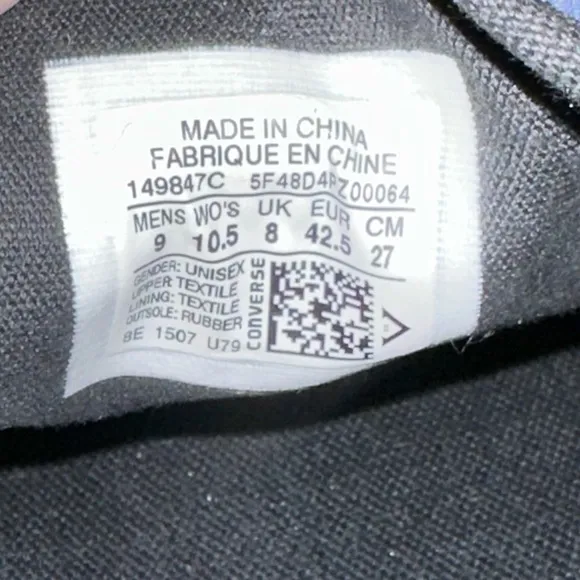 MADE IN CHINA
FABRIQUE EN CHINE
149847C 5F48D4PZ00064
MENS WO'S UK EUR CM
9 10.5 8 42.5 27
GENDER: UNISEX
UPPER: TEXTILE
LINING: TEXTILE
OUTSOLE: RUBBER
BE 1507 U79
CONVERSE